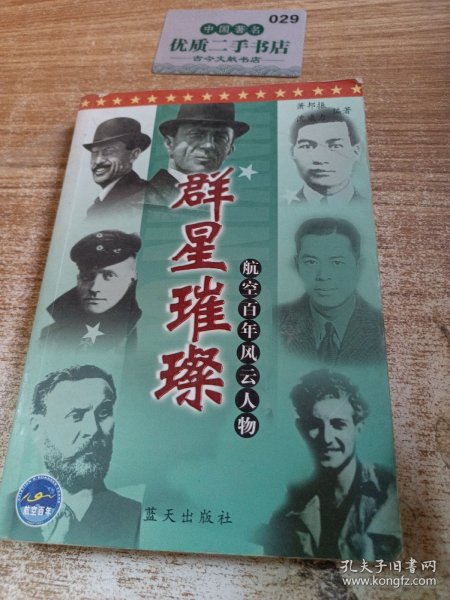 029
中国著名
优质二手书店
古今文献书店
萧邦振
著
群星璀璨
航空百年风云人物
航空百年
蓝天出版社
孔夫子旧书网
www.kongfz.com